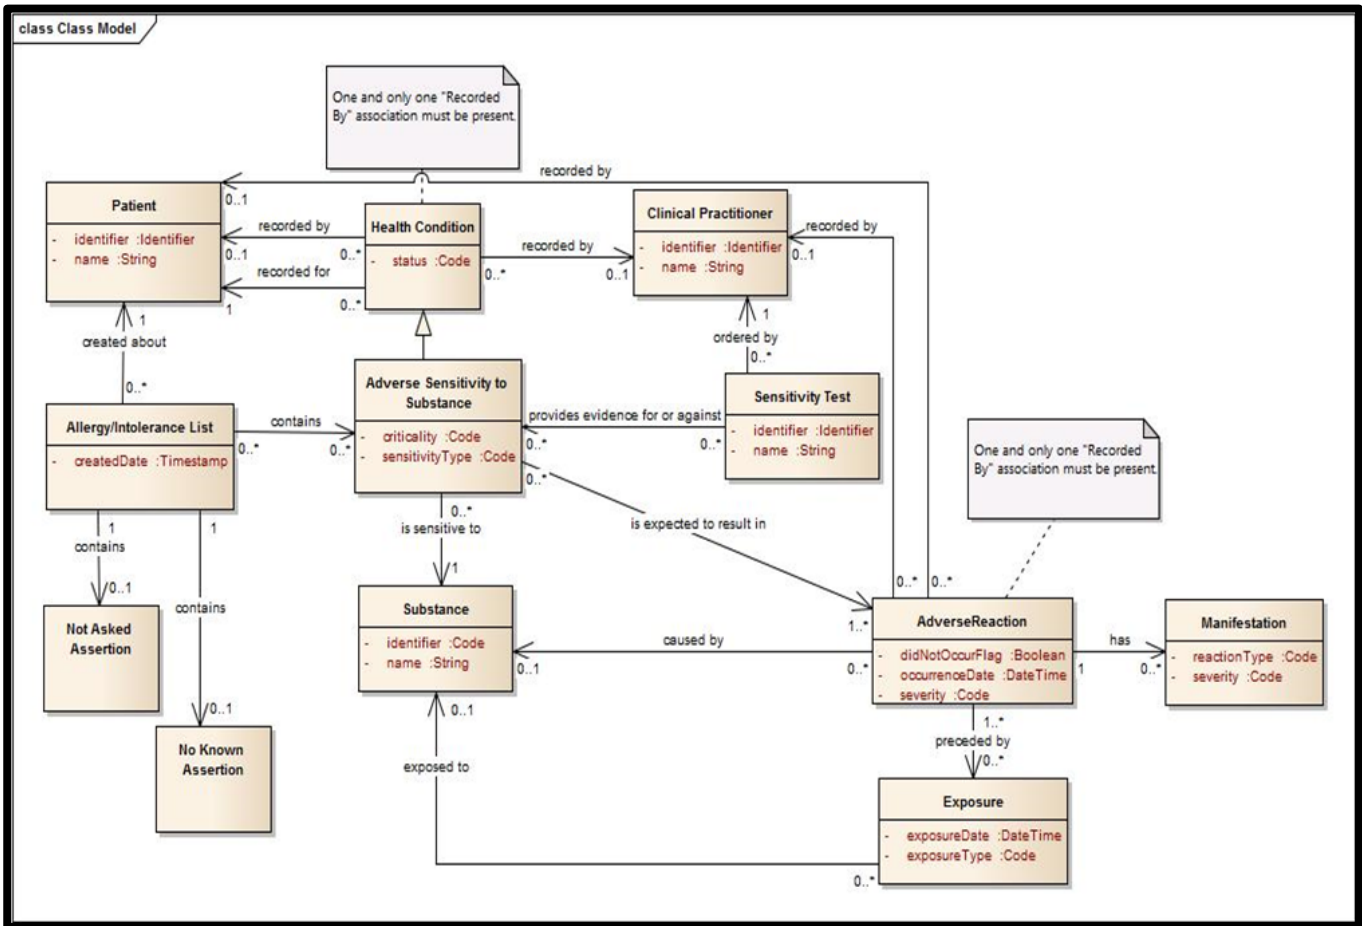 class Class Model
One and only one "Recorded
By" association must be present.
recorded by
0..1
Patient
- identifier :Identifier
- name :String
recorded by
0..1
0..*
recorded for
1
0..*
Health Condition
- status :Code
recorded by
0..*
0..1
Clinical Practitioner
- identifier :Identifier
- name :String
recorded by
0..1
1
created about
0..*
1
ordered by
0..*
Allergy/Intolerance List
- createdDate :Timestamp
contains
0..*
0..*
Adverse Sensitivity to
Substance
- criticality :Code
- sensitivityType :Code
provides evidence for or against
0..*
0..*
Sensitivity Test
- identifier :Identifier
- name :String
One and only one "Recorded
By" association must be present.
0..*
is expected to result in
1..*
0..*
is sensitive to
1
1
contains
0..1
1
contains
0..1
Not Asked
Assertion
No Known
Assertion
Substance
- identifier :Code
- name :String
caused by
0..1
0..*
0..*
0..*
AdverseReaction
- didNotOccurFlag :Boolean
- occurrenceDate :DateTime
- severity :Code
has
1
0..*
Manifestation
- reactionType :Code
- severity :Code
0..1
exposed to
0..*
1..*
preceded by
0..*
Exposure
- exposureDate :DateTime
- exposureType :Code